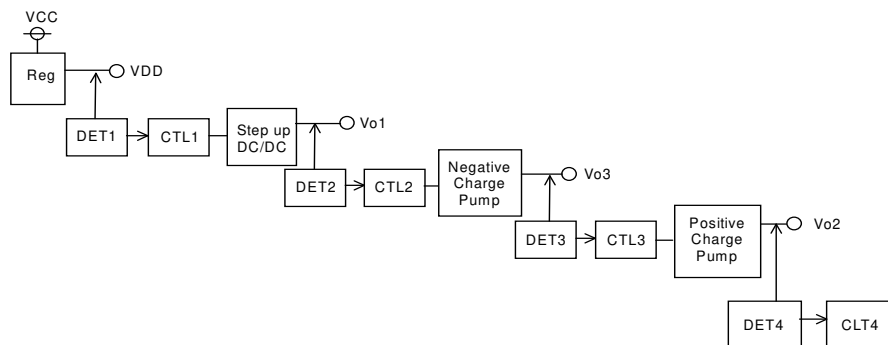 VCC
Reg
VDD
DET1
CTL1
Step up
DC/DC
Vo1
DET2
CTL2
Negative
Charge
Pump
Vo3
DET3
CTL3
Positive
Charge
Pump
Vo2
DET4
CLT4